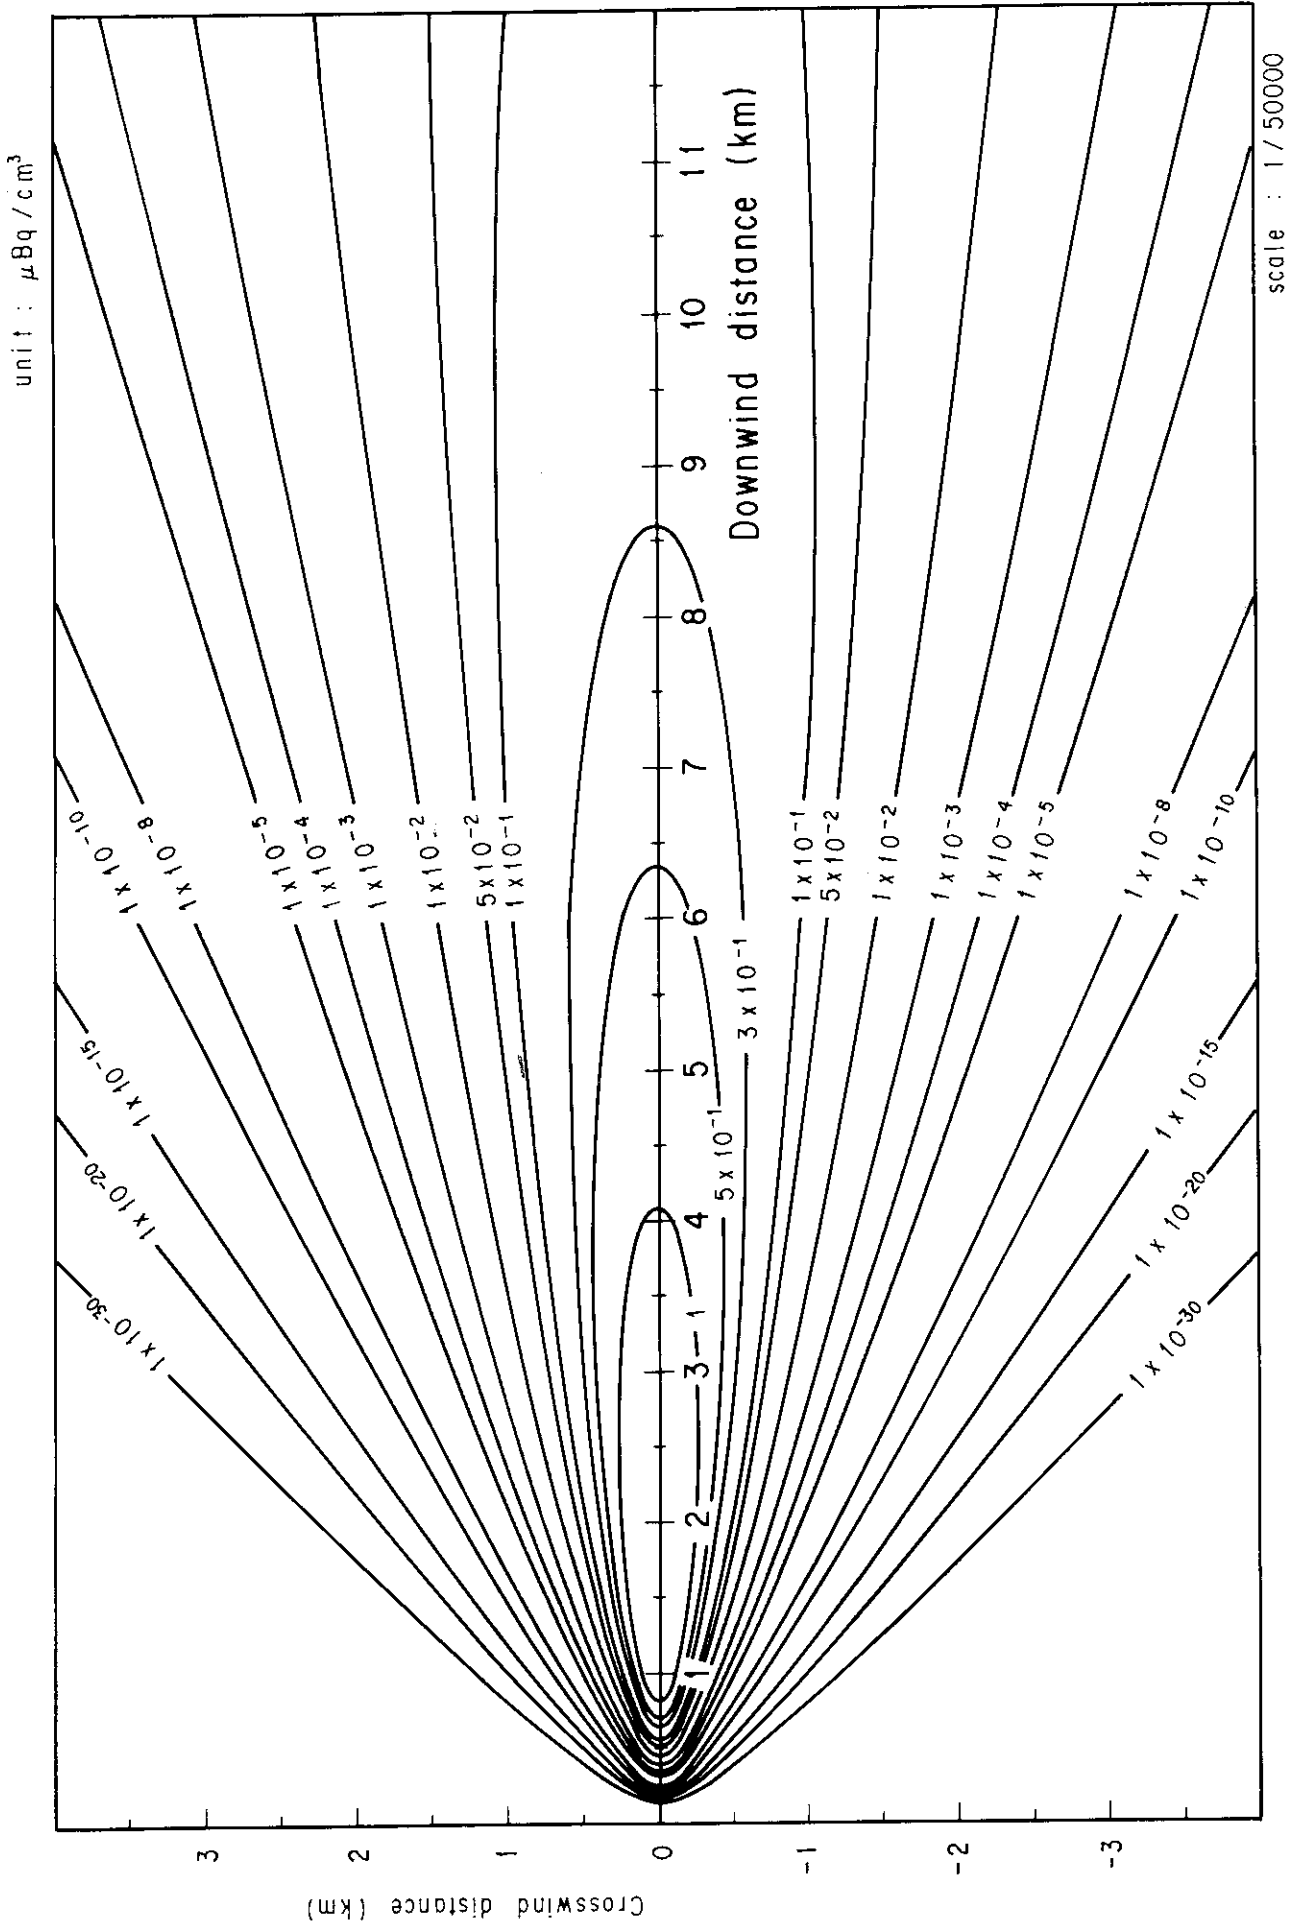 unit : μBq/cm³
1 x 10⁻³⁰
1 x 10⁻²⁰
1 x 10⁻¹⁵
1 x 10⁻¹⁰
1 x 10⁻⁸
1 x 10⁻⁵
1 x 10⁻⁴
1 x 10⁻³
1 x 10⁻²
5 x 10⁻²
1 x 10⁻¹
1 2 3 4 5 6 7 8 9 10 11
Downwind distance (km)
1
5 x 10⁻¹
3 x 10⁻¹
1 x 10⁻¹
5 x 10⁻²
1 x 10⁻²
1 x 10⁻³
1 x 10⁻⁴
1 x 10⁻⁵
1 x 10⁻⁸
1 x 10⁻¹⁰
1 x 10⁻¹⁵
1 x 10⁻²⁰
1 x 10⁻³⁰
3
2
1
0
-1
-2
-3
Crosswind distance (km)
scale : 1/50000